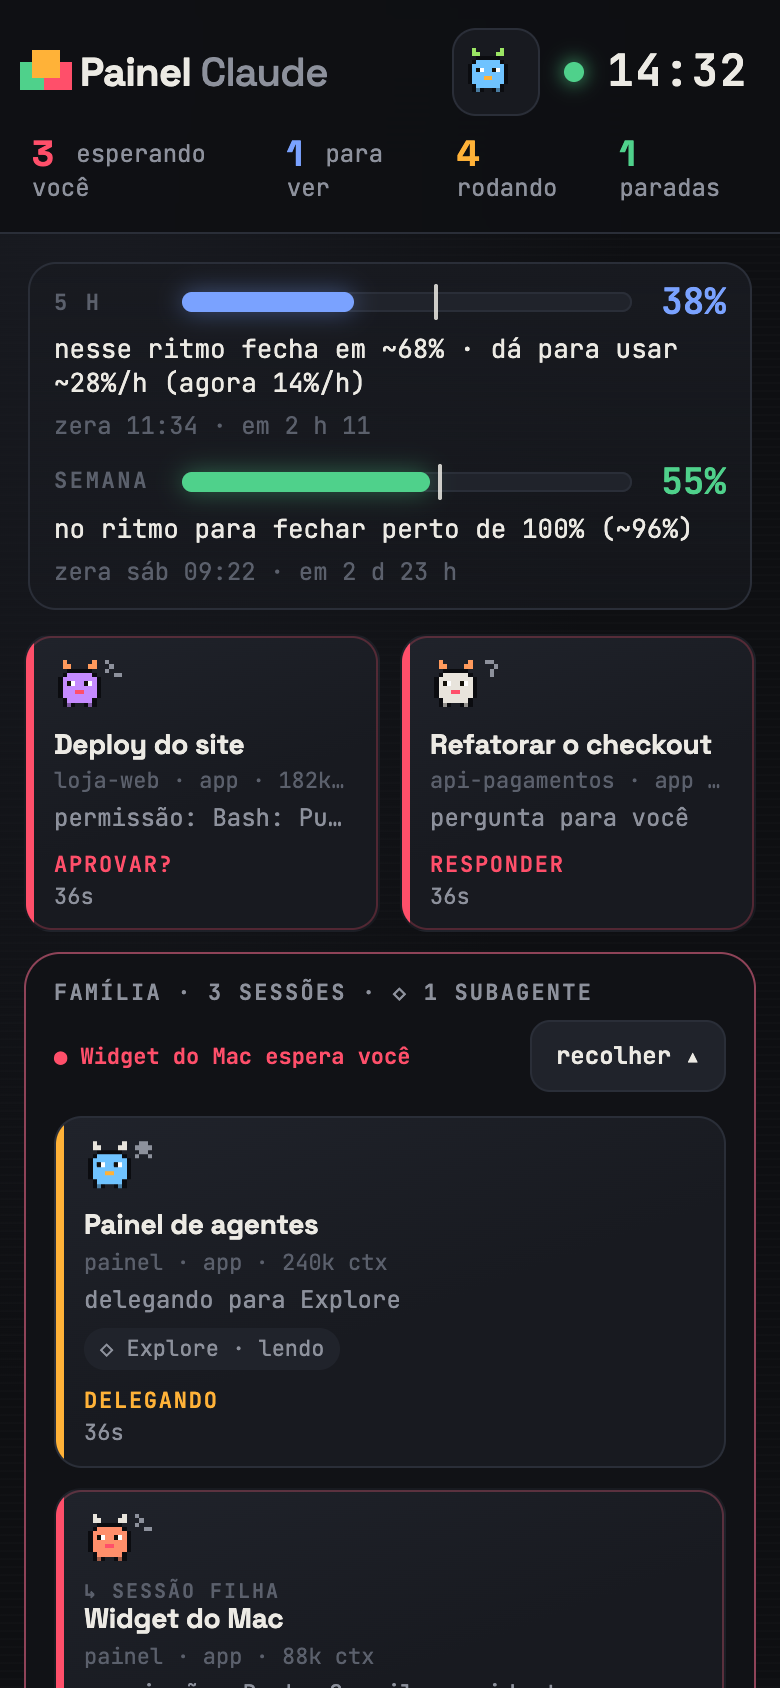 Painel Claude
14:32
3 esperando você
1 para ver
4 rodando
1 paradas
5 H
38%
nesse ritmo fecha em ~68% · dá para usar
~28%/h (agora 14%/h)
zera 11:34 · em 2 h 11
SEMANA
55%
no ritmo para fechar perto de 100% (~96%)
zera sáb 09:22 · em 2 d 23 h
Deploy do site
loja-web · app · 182k…
permissão: Bash: Pu…
APROVAR?
36s
Refatorar o checkout
api-pagamentos · app …
pergunta para você
RESPONDER
36s
FAMÍLIA · 3 SESSÕES · ◇ 1 SUBAGENTE
● Widget do Mac espera você
recolher ▴
Painel de agentes
painel · app · 240k ctx
delegando para Explore
◇ Explore · lendo
DELEGANDO
36s
↳ SESSÃO FILHA
Widget do Mac
painel · app · 88k ctx